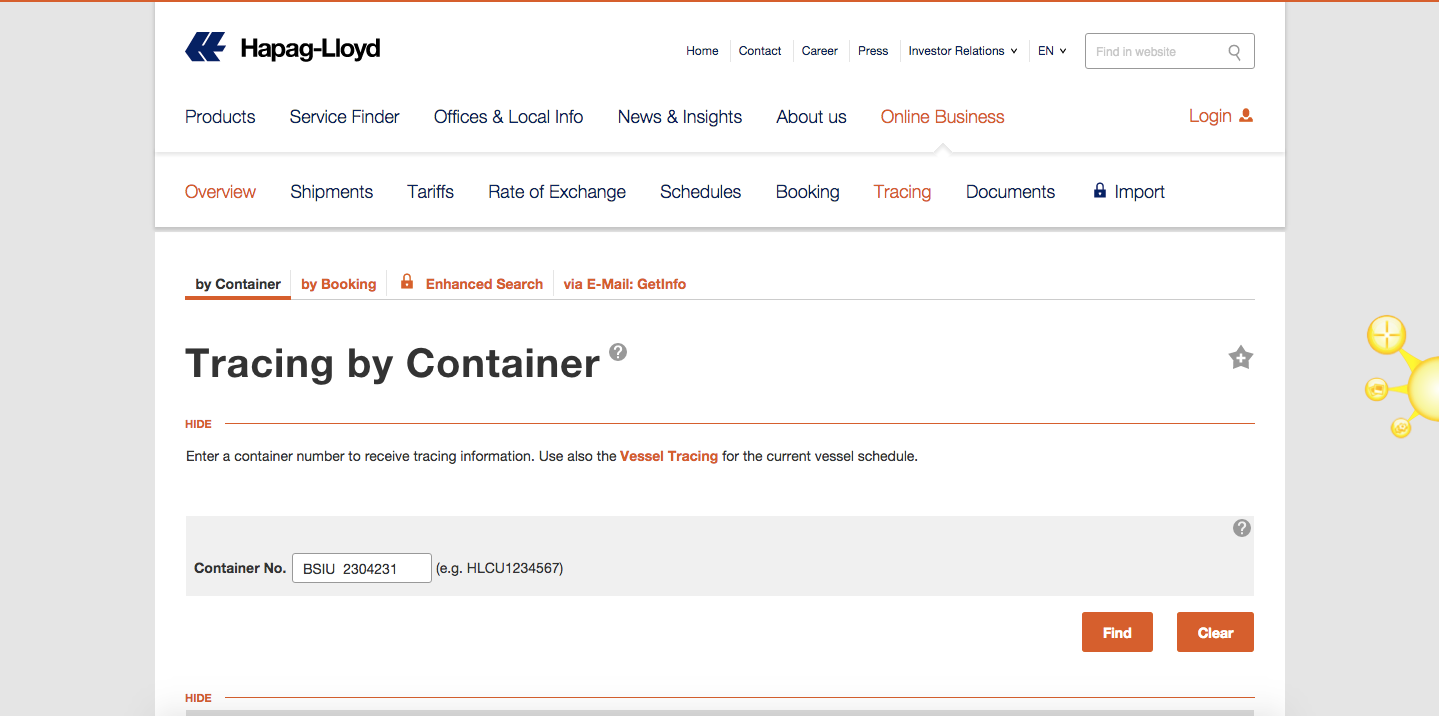 Hapag-Lloyd
Home Contact Career Press Investor Relations EN Find in website
Products Service Finder Offices & Local Info News & Insights About us Online Business Login
Overview Shipments Tariffs Rate of Exchange Schedules Booking Tracing Documents Import
by Container by Booking Enhanced Search via E-Mail: GetInfo
Tracing by Container ?
HIDE
Enter a container number to receive tracing information. Use also the Vessel Tracing for the current vessel schedule.
?
Container No. BSIU 2304231 (e.g. HLCU1234567)
Find Clear
HIDE